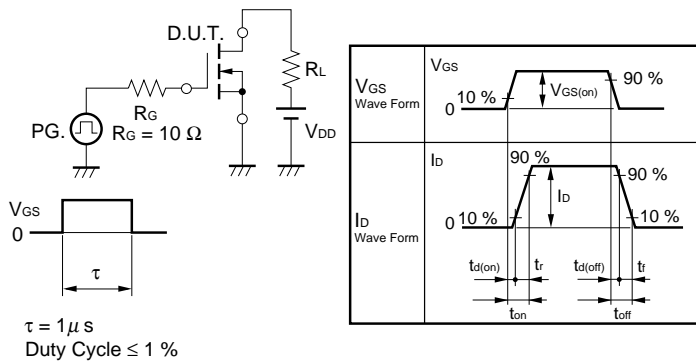 D.U.T.
RL
RG
PG.
RG = 10 Ω
VDD
VGS
0
τ
τ = 1μ s
Duty Cycle ≤ 1 %
VGS
Wave Form
VGS
10 %
0
VGS(on)
90 %
ID
Wave Form
ID
90 %
90 %
0 10 %
ID
10 %
td(on)
tr
td(off)
tf
ton
toff